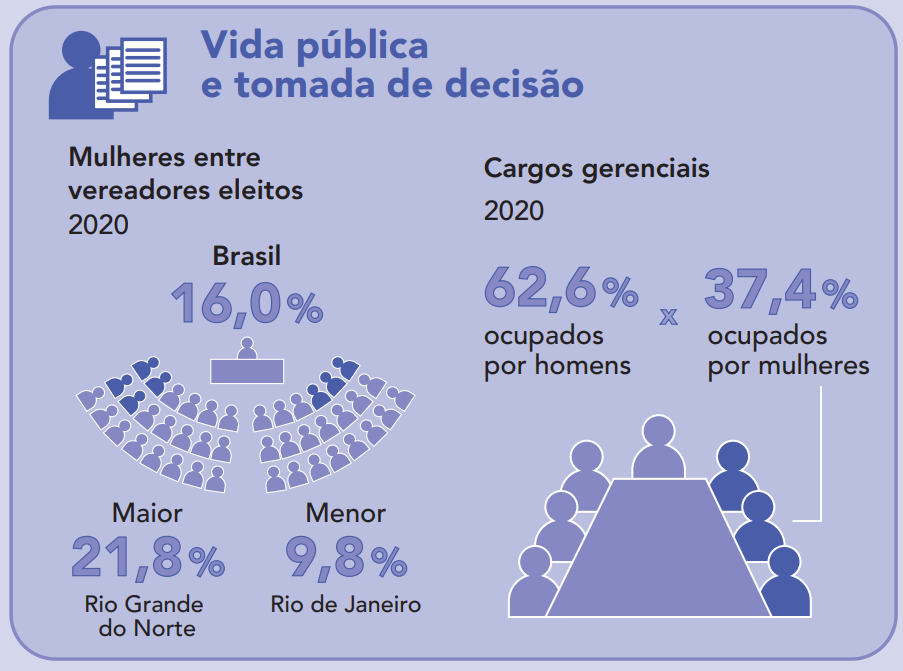 Vida pública
e tomada de decisão
Mulheres entre
vereadores eleitos
2020
Brasil
16,0%
Maior
21,8%
Rio Grande
do Norte
Menor
9,8%
Rio de Janeiro
Cargos gerenciais
2020
62,6%
ocupados
por homens
x
37,4%
ocupados
por mulheres